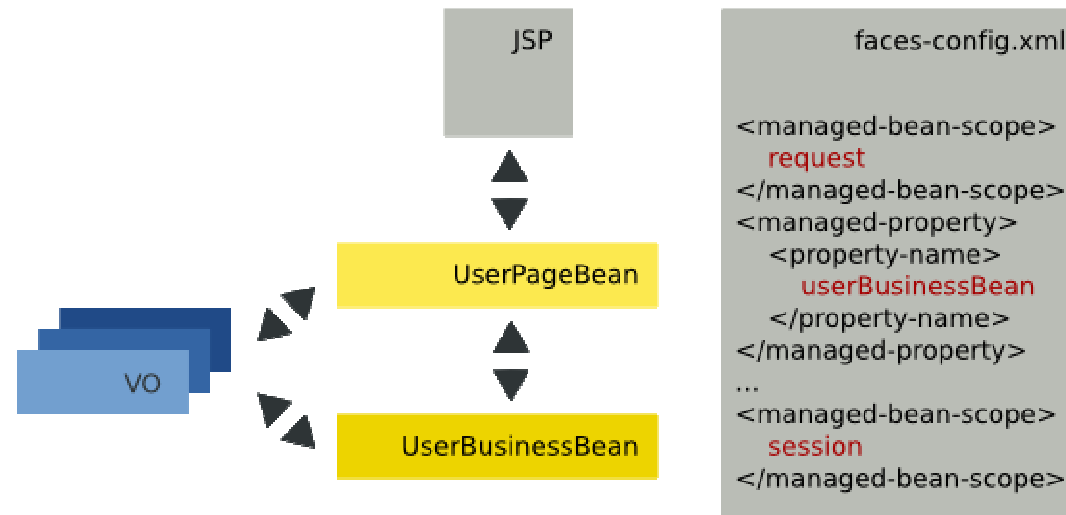 JSP
UserPageBean
VO
UserBusinessBean
faces-config.xml
<managed-bean-scope>
request
</managed-bean-scope>
<managed-property>
<property-name>
userBusinessBean
</property-name>
</managed-property>
...
<managed-bean-scope>
session
</managed-bean-scope>